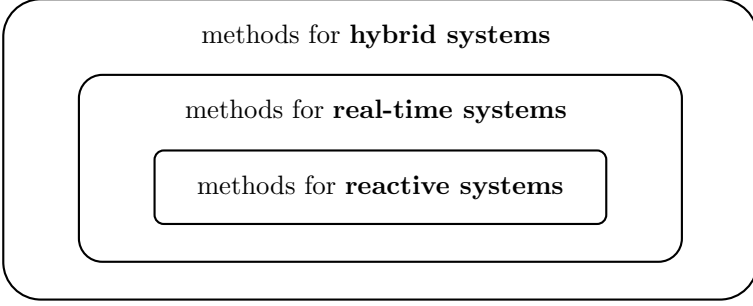 methods for hybrid systems
methods for real-time systems
methods for reactive systems